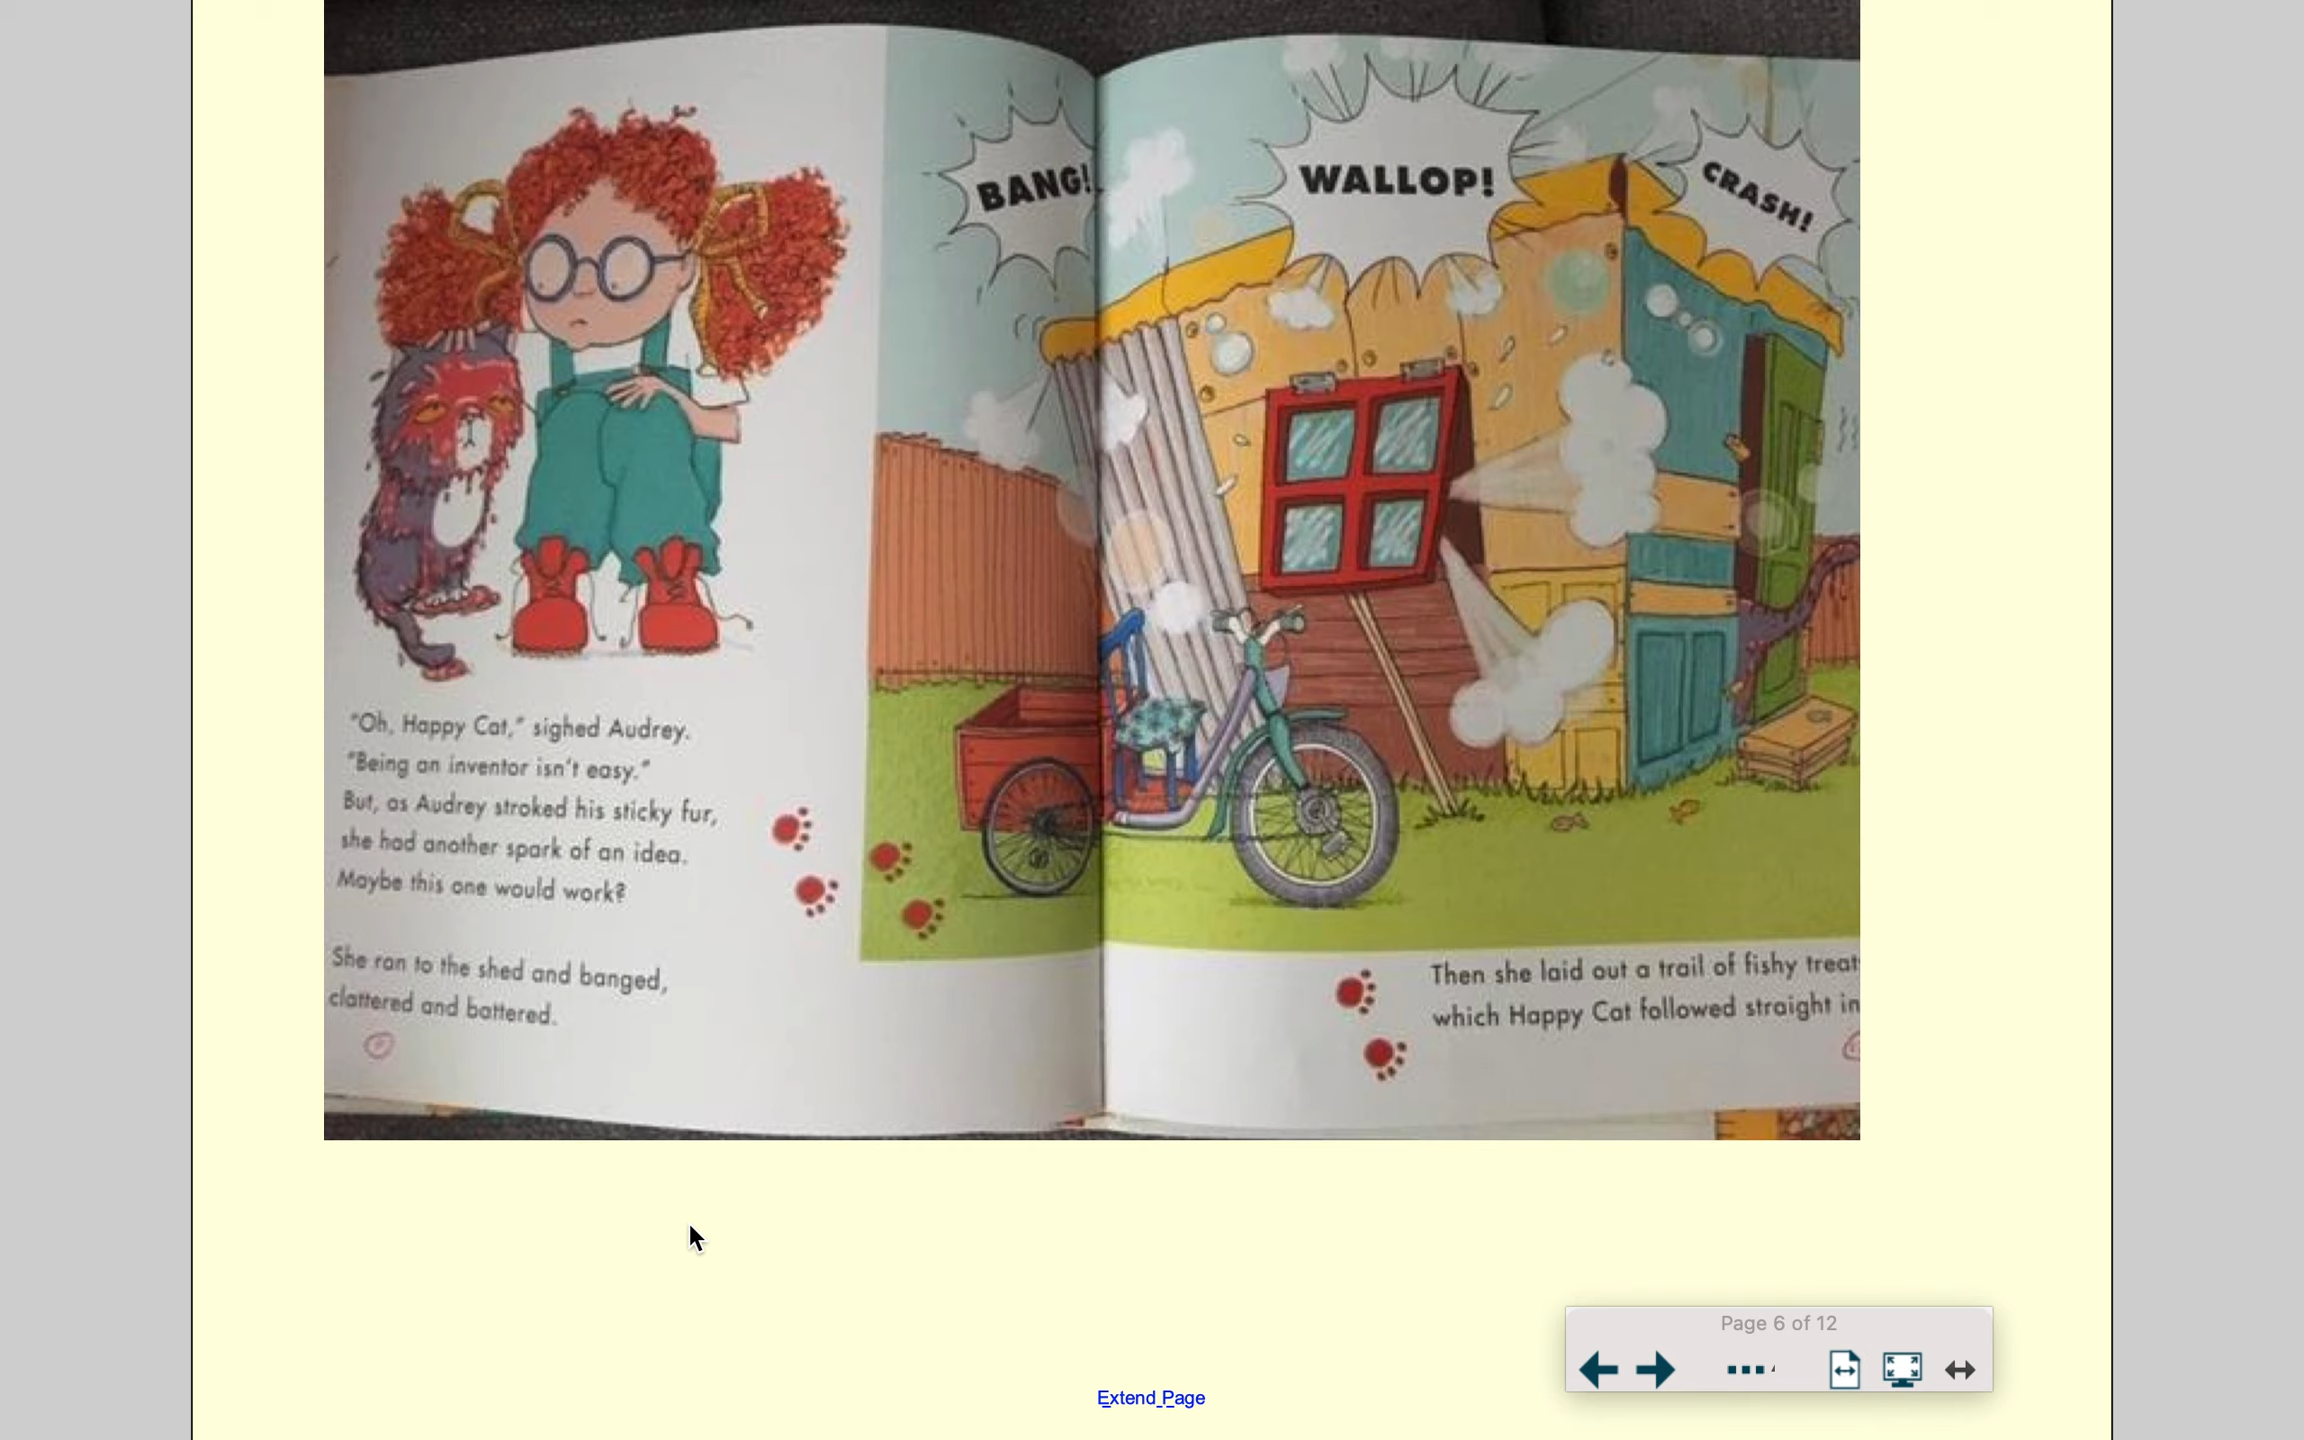 BANG!
WALLOP!
CRASH!
"Oh, Happy Cat," sighed Audrey.
"Being an inventor isn't easy."
But, as Audrey stroked his sticky fur,
she had another spark of an idea.
Maybe this one would work?
She ran to the shed and banged,
clattered and battered.
Then she laid out a trail of fishy treat
which Happy Cat followed straight in
Page 6 of 12
Extend Page